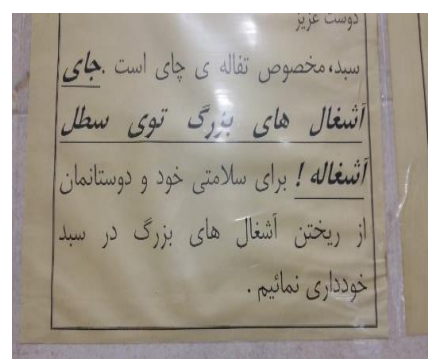 دوست عزیز
سبد،مخصوص تفاله ی چای است .جای
آشغال های بزرگ توی سطل
آشغاله ! برای سلامتی خود و دوستانمان
از ریختن آشغال های بزرگ در سبد
خودداری نمائیم .